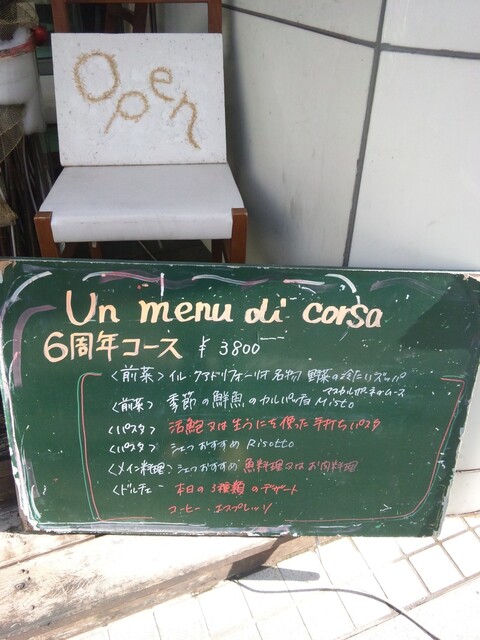 Open
Un menu di corsa
6周年コース ¥3800
〈前菜〉イル・クアドリフォーリオ名物 野菜の冷たいズッパ
マスカルポーネのムース
〈前菜〉季節の鮮魚のカルパッチョ Misto
〈パスタ〉活鮑又は生うにを使った手打ちパスタ
〈パスタ〉シェフおすすめ Risotto
〈メイン料理〉シェフおすすめ 魚料理又はお肉料理
〈ドルチェ 本日の3種類のデザート
コーヒー・エスプレッソ